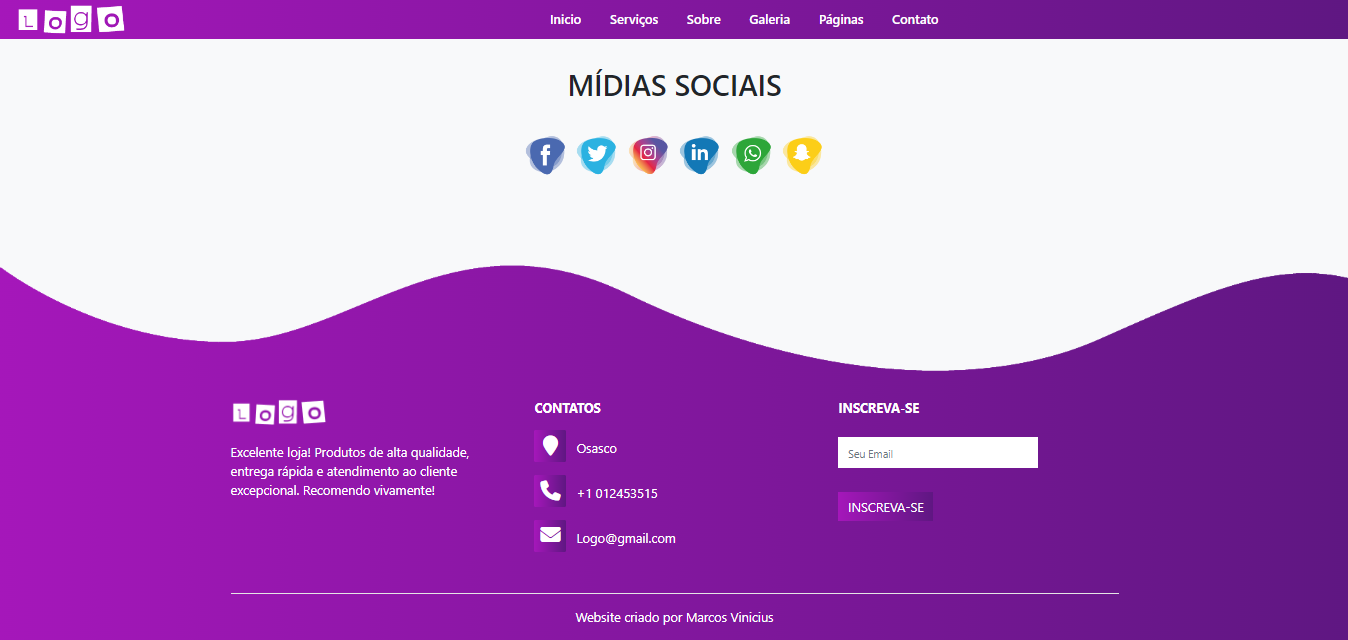 LOGO
Inicio Serviços Sobre Galeria Páginas Contato
MÍDIAS SOCIAIS
f
in
LOGO
Excelente loja! Produtos de alta qualidade,
entrega rápida e atendimento ao cliente
excepcional. Recomendo vivamente!
CONTATOS
Osasco
+1 012453515
Logo@gmail.com
INSCREVA-SE
Seu Email
INSCREVA-SE
Website criado por Marcos Vinicius